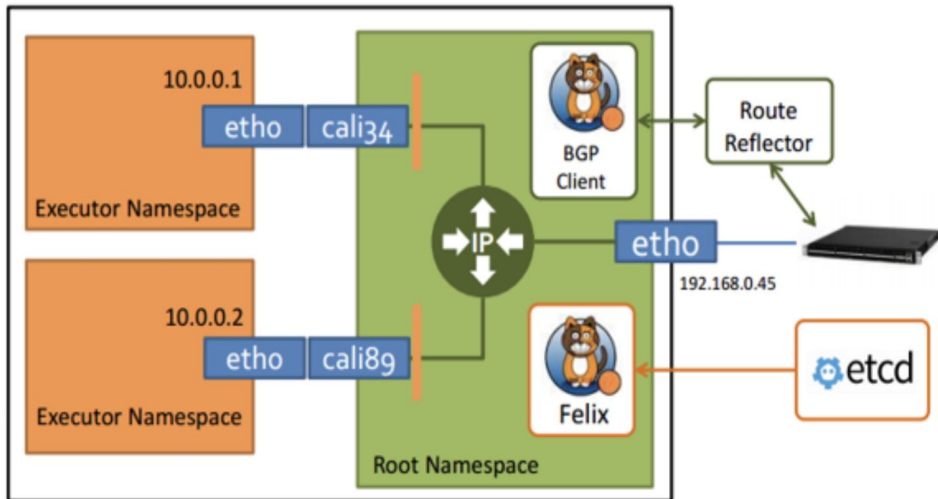 10.0.0.1
etho
cali34
Executor Namespace
10.0.0.2
etho
cali89
Executor Namespace
IP
BGP
Client
etho
192.168.0.45
Felix
Root Namespace
Route
Reflector
etcd